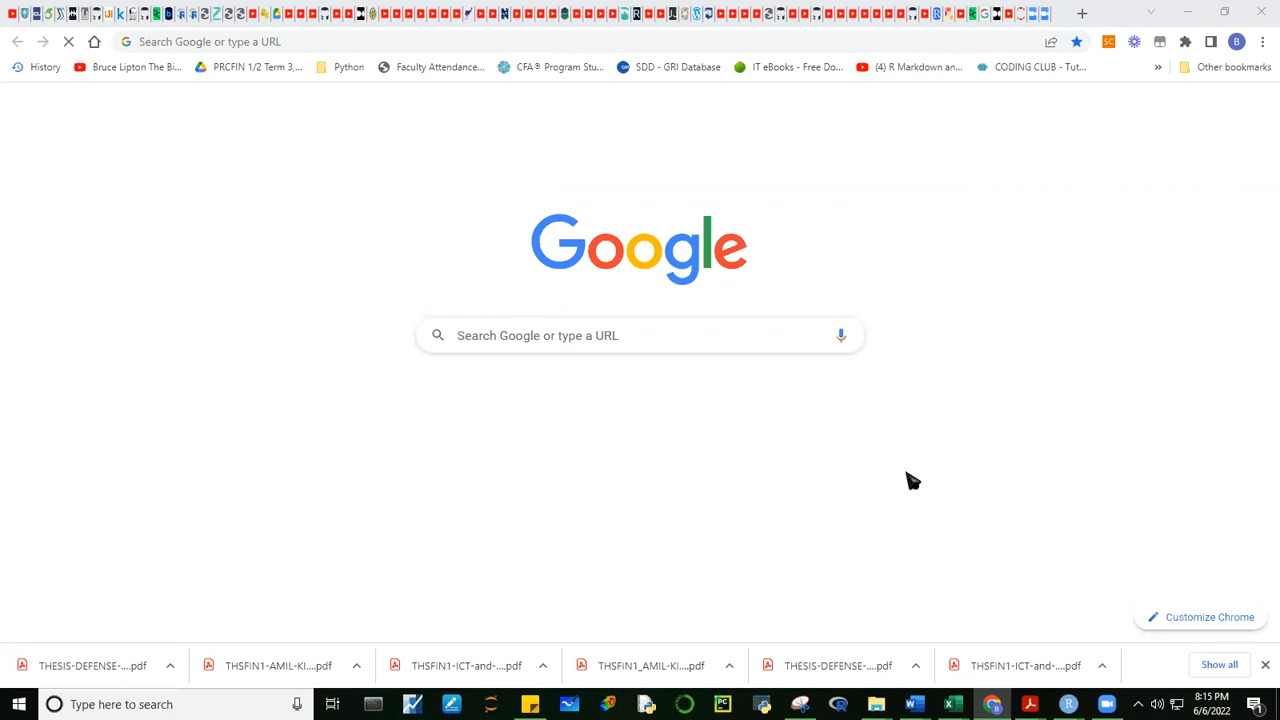 Search Google or type a URL
SC
B
History
Bruce Lipton The Bi...
PRCFIN 1/2 Term 3,...
Python
Faculty Attendance...
CFA® Program Stu...
SDD - GRI Database
IT eBooks - Free Do...
(4) R Markdown an...
CODING CLUB - Tut...
»
Other bookmarks
Google
Search Google or type a URL
Customize Chrome
THESIS-DEFENSE-....pdf
THSFIN1-AMIL-KI....pdf
THSFIN1-ICT-and-....pdf
THSFIN1_AMIL-KI....pdf
THESIS-DEFENSE-....pdf
THSFIN1-ICT-and-....pdf
Show all
Type here to search
8:15 PM
6/6/2022